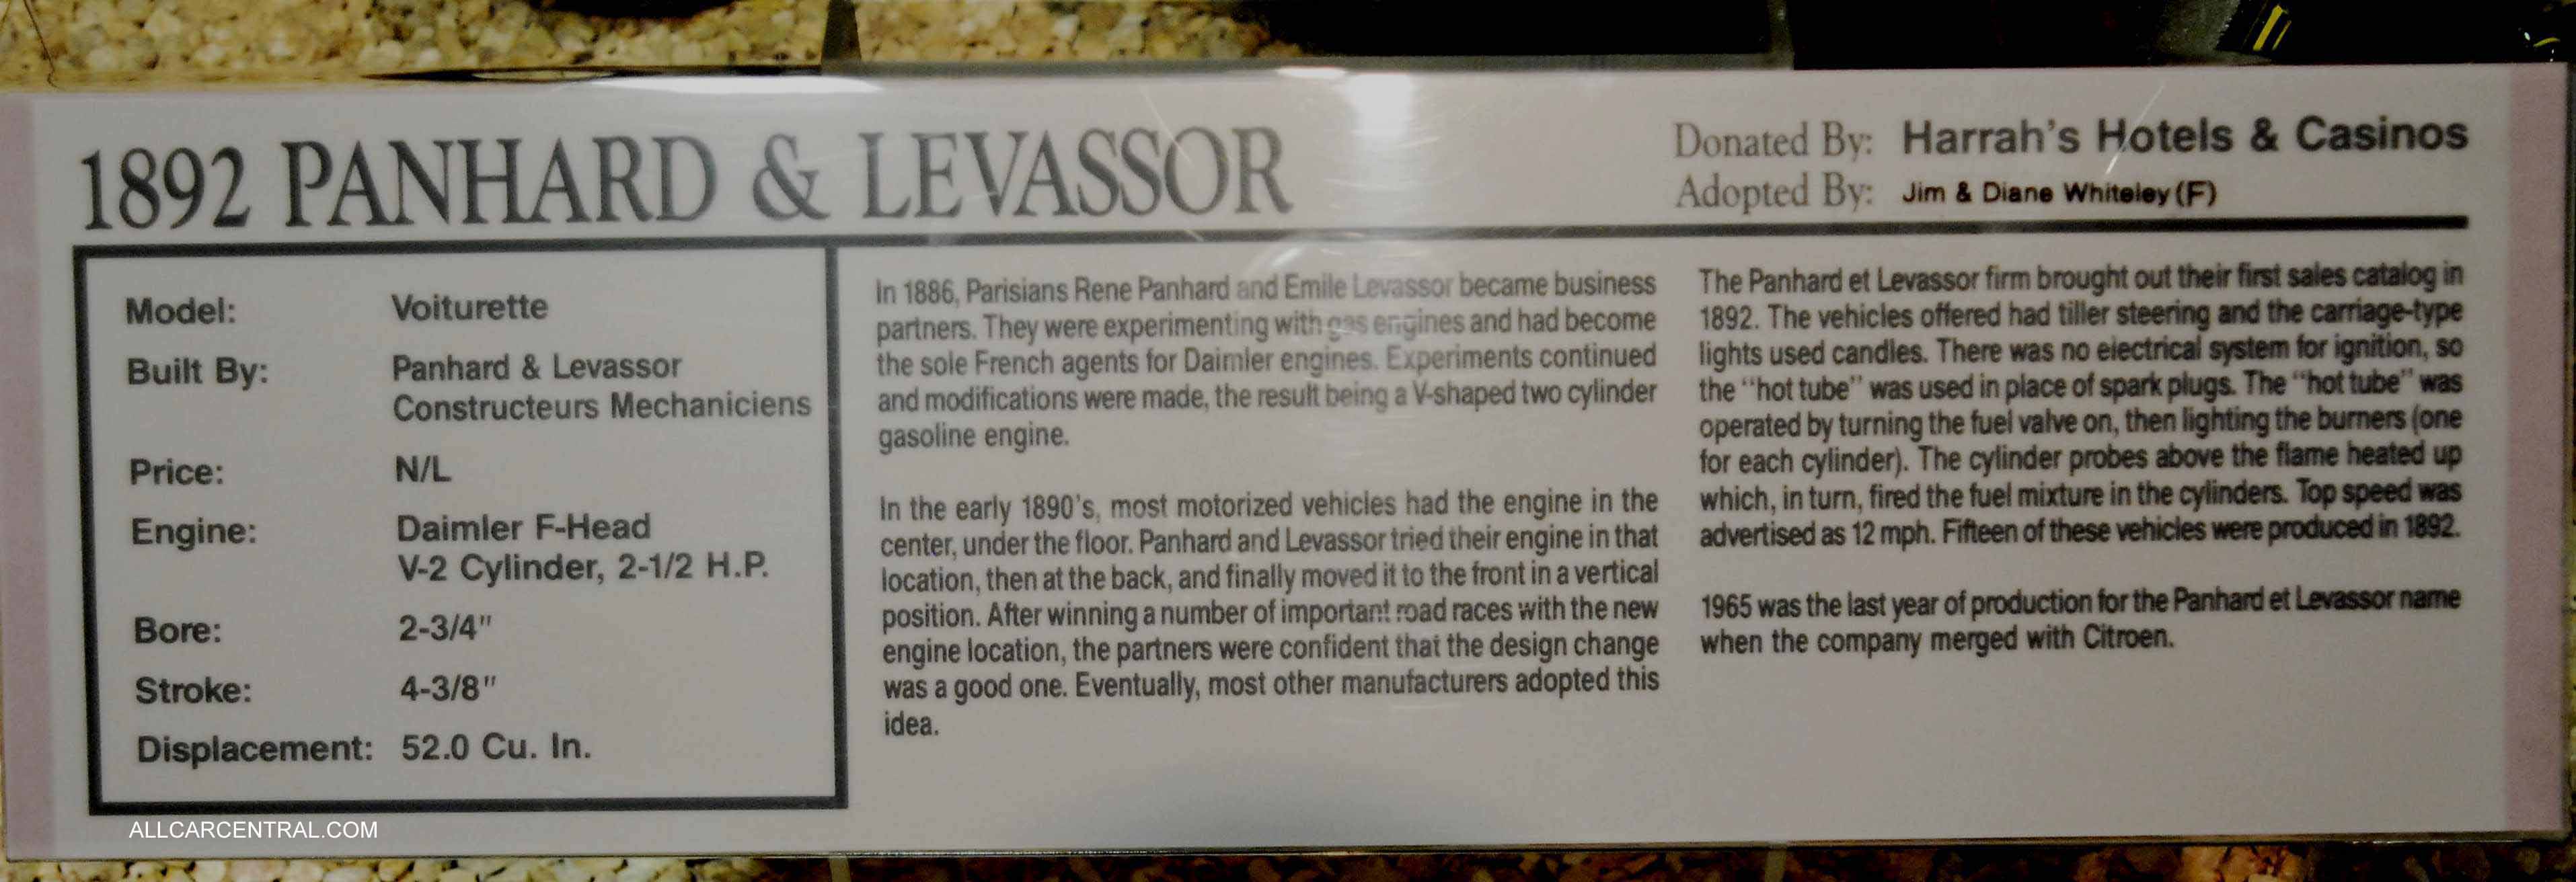 1892 PANHARD & LEVASSOR
Donated By: Harrah's Hotels & Casinos
Adopted By: Jim & Diane Whiteley (F)
Model: Voiturette
Built By: Panhard & Levassor
Constructeurs Mechaniciens
Price: N/L
Engine: Daimler F-Head
V-2 Cylinder, 2-1/2 H.P.
Bore: 2-3/4"
Stroke: 4-3/8"
Displacement: 52.0 Cu. In.
In 1886, Parisians Rene Panhard and Emile Levassor became business
partners. They were experimenting with gas engines and had become
the sole French agents for Daimler engines. Experiments continued
and modifications were made, the result being a V-shaped two cylinder
gasoline engine.
In the early 1890's, most motorized vehicles had the engine in the
center, under the floor. Panhard and Levassor tried their engine in that
location, then at the back, and finally moved it to the front in a vertical
position. After winning a number of important road races with the new
engine location, the partners were confident that the design change
was a good one. Eventually, most other manufacturers adopted this
idea.
The Panhard et Levassor firm brought out their first sales catalog in
1892. The vehicles offered had tiller steering and the carriage-type
lights used candles. There was no electrical system for ignition, so
the "hot tube" was used in place of spark plugs. The "hot tube" was
operated by turning the fuel valve on, then lighting the burners (one
for each cylinder). The cylinder probes above the flame heated up
which, in turn, fired the fuel mixture in the cylinders. Top speed was
advertised as 12 mph. Fifteen of these vehicles were produced in 1892.
1965 was the last year of production for the Panhard et Levassor name
when the company merged with Citroen.
ALLCARCENTRAL.COM